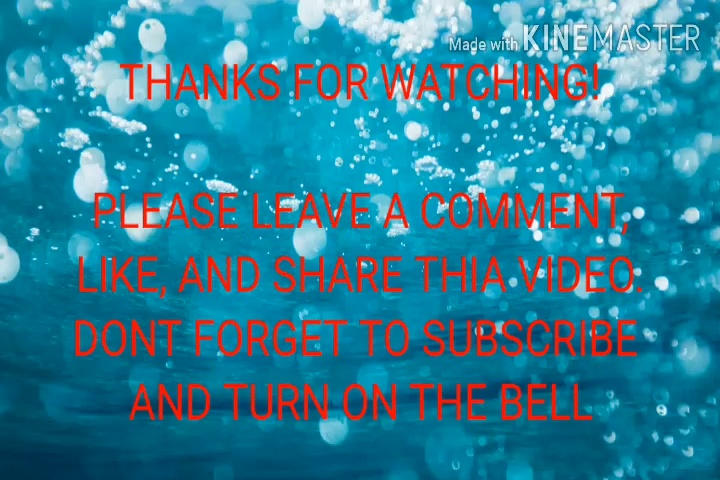 Made with KINEMASTER
THANKS FOR WATCHING!
PLEASE LEAVE A COMMENT,
LIKE, AND SHARE THIA VIDEO.
DONT FORGET TO SUBSCRIBE
AND TURN ON THE BELL